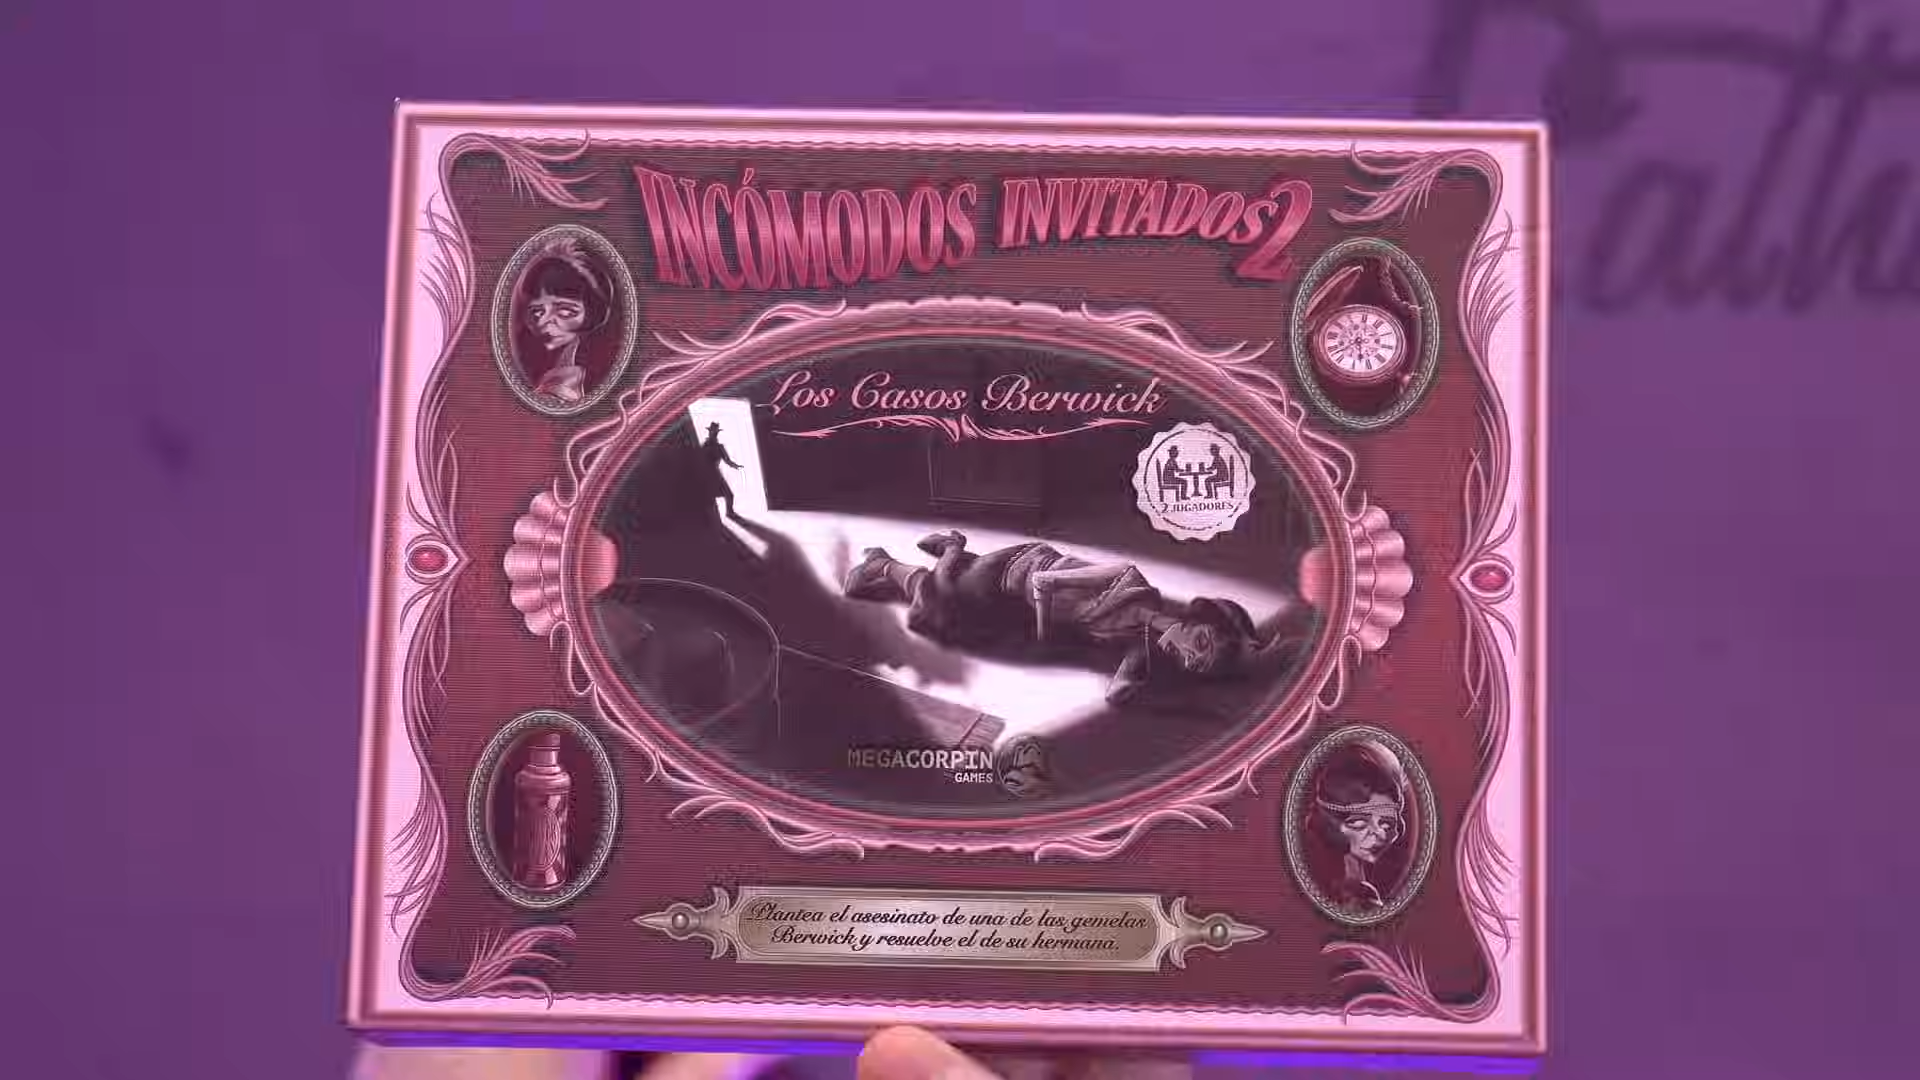 INCÓMODOS INVITADOS 2
Los Casos Berwick
2 JUGADORES
MEGACORPIN
GAMES
Plantea el asesinato de una de las gemelas
Berwick y resuelve el de su hermana.